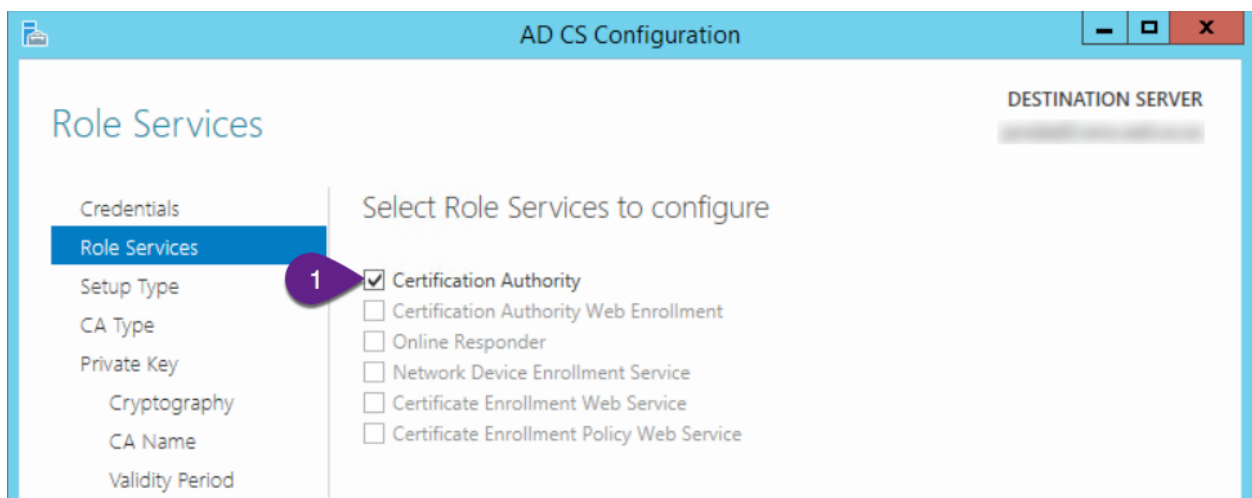 AD CS Configuration
Role Services
DESTINATION SERVER
Credentials
Role Services
Setup Type
CA Type
Private Key
Cryptography
CA Name
Validity Period
Select Role Services to configure
1
Certification Authority
Certification Authority Web Enrollment
Online Responder
Network Device Enrollment Service
Certificate Enrollment Web Service
Certificate Enrollment Policy Web Service